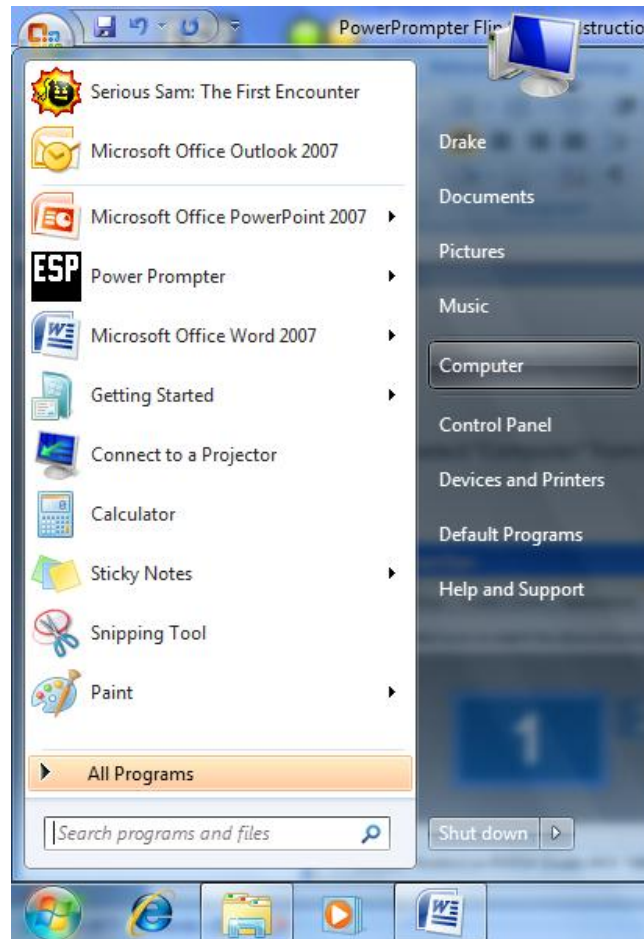 PowerPrompter Fli
structio
Serious Sam: The First Encounter
Microsoft Office Outlook 2007
Microsoft Office PowerPoint 2007
ESP
Power Prompter
Microsoft Office Word 2007
Getting Started
Connect to a Projector
Calculator
Sticky Notes
Snipping Tool
Paint
All Programs
Search programs and files
Drake
Documents
Pictures
Music
Computer
Control Panel
Devices and Printers
Default Programs
Help and Support
1
Shut down